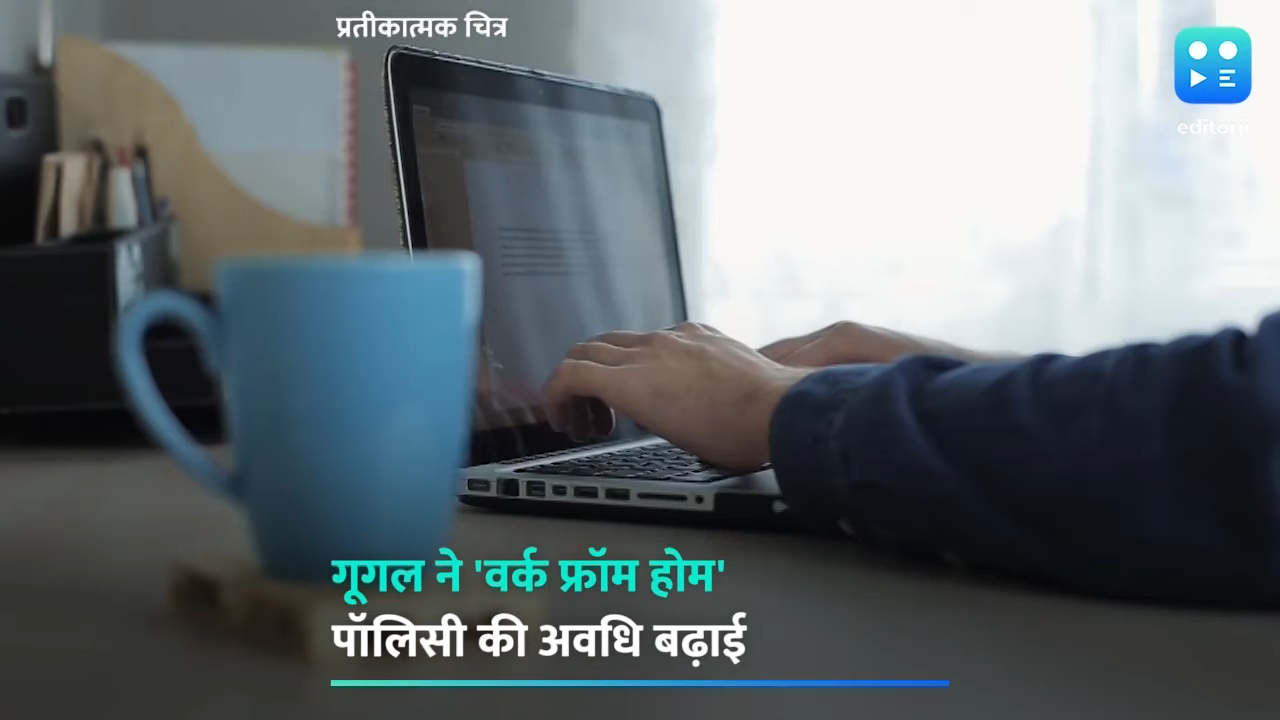 प्रतीकात्मक चित्र
editorji
गूगल ने 'वर्क फ्रॉम होम'
पॉलिसी की अवधि बढ़ाई